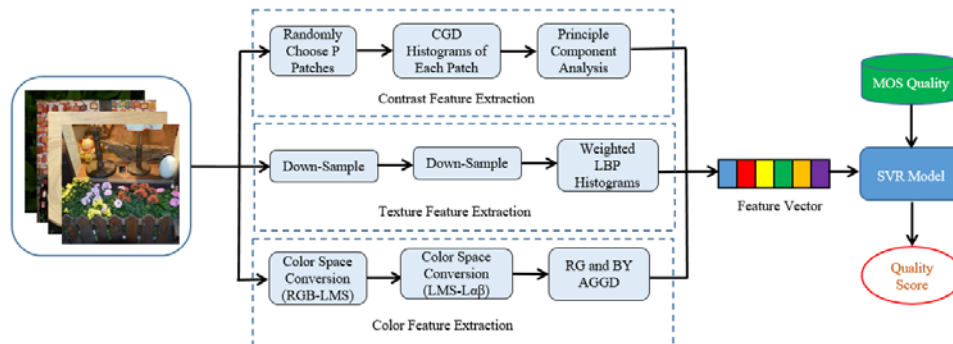 Randomly
Choose P
Patches
CGD
Histograms of
Each Patch
Principle
Component
Analysis
Contrast Feature Extraction
Down-Sample
Down-Sample
Weighted
LBP
Histograms
Texture Feature Extraction
Color Space
Conversion
(RGB-LMS)
Color Space
Conversion
(LMS-Lαβ)
RG and BY
AGGD
Color Feature Extraction
Feature Vector
MOS Quality
SVR Model
Quality
Score